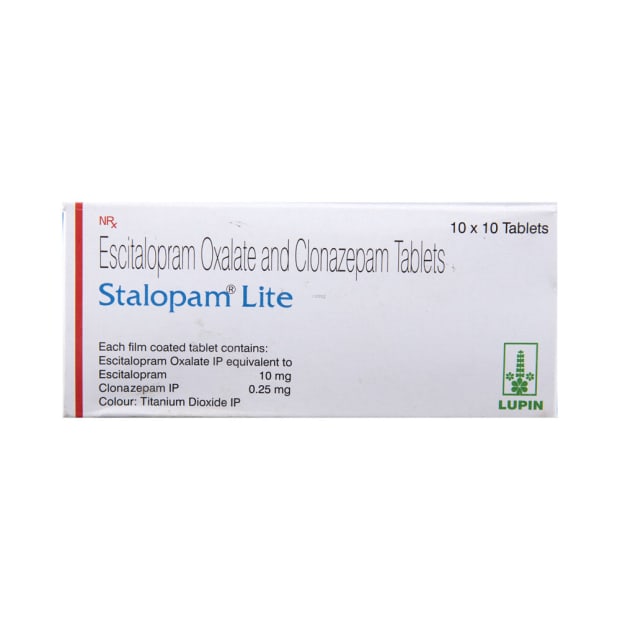 NRx
10 x 10 Tablets
Escitalopram Oxalate and Clonazepam Tablets
Stalopam® Lite
Each film coated tablet contains:
Escitalopram Oxalate IP equivalent to
Escitalopram 10 mg
Clonazepam IP 0.25 mg
Colour: Titanium Dioxide IP
LUPIN